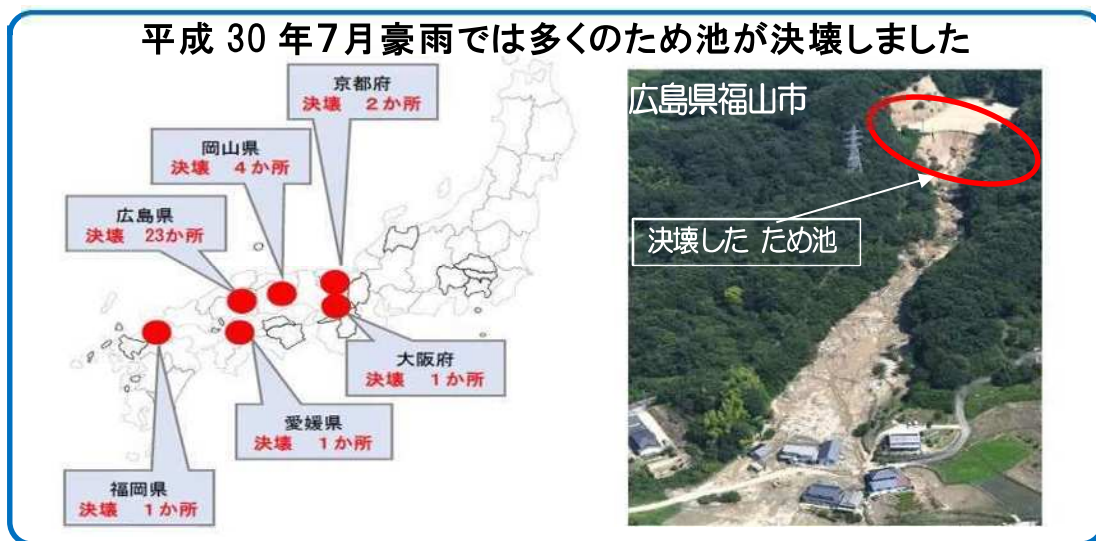 平成 30 年7月豪雨では多くのため池が決壊しました
京都府
決壊 2か所
岡山県
決壊 4か所
広島県
決壊 23か所
大阪府
決壊 1か所
愛媛県
決壊 1か所
福岡県
決壊 1か所
広島県福山市
決壊した ため池